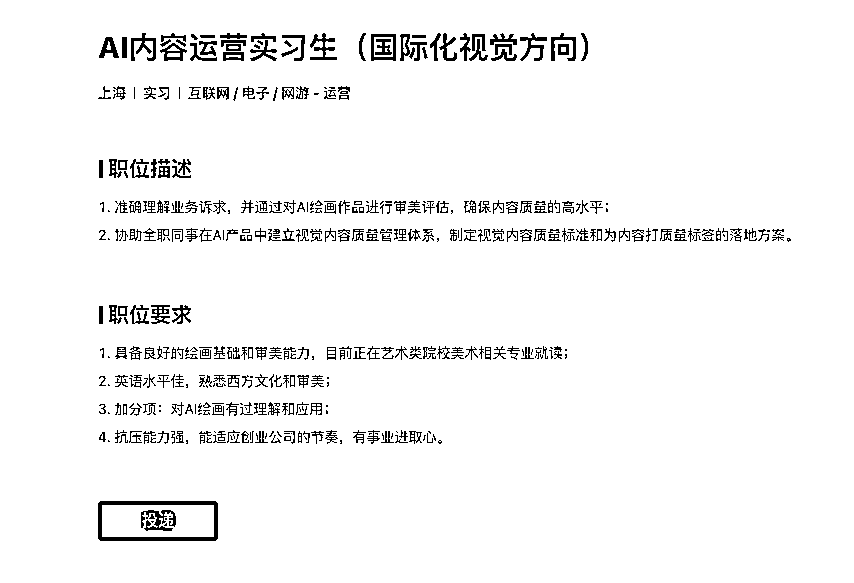 AI内容运营实习生（国际化视觉方向）
上海 | 实习 | 互联网 / 电子 / 网游 - 运营
职位描述
1. 准确理解业务诉求，并通过对AI绘画作品进行审美评估，确保内容质量的高水平；
2. 协助全职同事在AI产品中建立视觉内容质量管理体系，制定视觉内容质量标准和为内容打质量标签的落地方案。
职位要求
1. 具备良好的绘画基础和审美能力，目前正在艺术类院校美术相关专业就读；
2. 英语水平佳，熟悉西方文化和审美；
3. 加分项：对AI绘画有过理解和应用；
4. 抗压能力强，能适应创业公司的节奏，有事业进取心。
投递